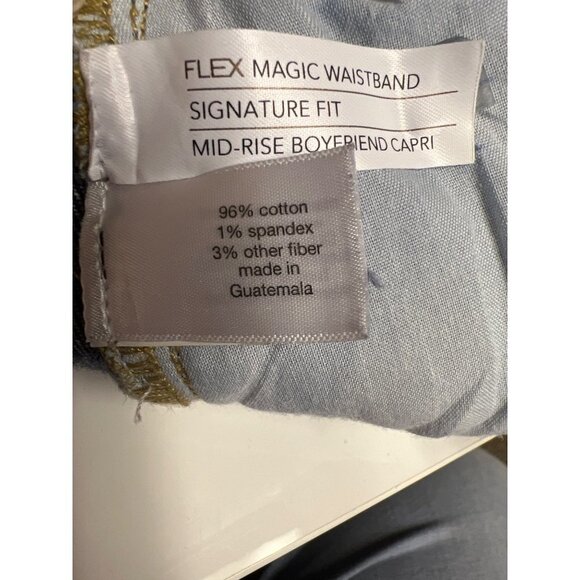 FLEX MAGIC WAISTBAND
SIGNATURE FIT
MID-RISE BOYFRIEND CAPRI
96% cotton
1% spandex
3% other fiber
made in
Guatemala